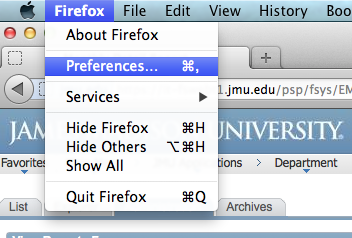 Firefox File Edit View History Boo
About Firefox
Preferences... ⌘,
1.jmu.edu/psp/fsys/EM
Services
JAM UNIVERSITY.
Hide Firefox ⌘H
Hide Others ⌥⌘H
Favorites Department
Show All
Quit Firefox ⌘Q
List Archives